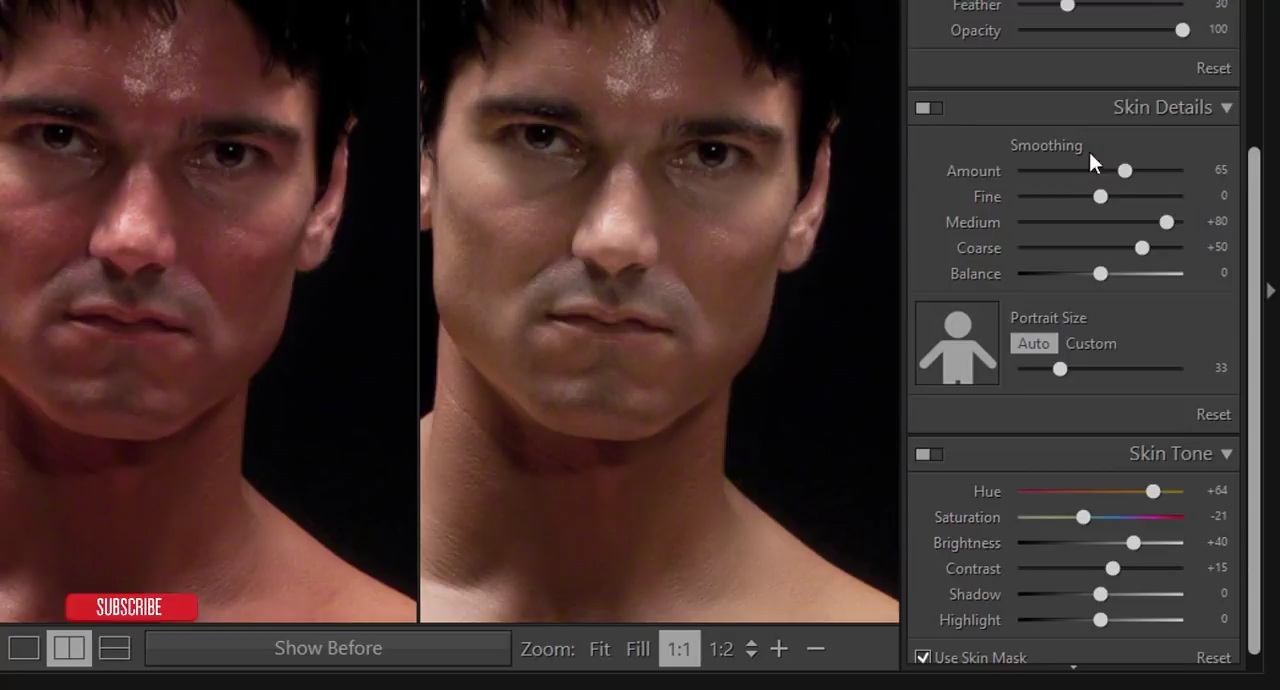 Feather 30
Opacity 100
Reset
Skin Details
Smoothing
Amount 65
Fine 0
Medium +80
Coarse +50
Balance 0
Portrait Size
Auto Custom
33
Reset
Skin Tone
Hue +64
Saturation -21
Brightness +40
Contrast +15
Shadow 0
Highlight 0
Use Skin Mask Reset
SUBSCRIBE
Show Before Zoom: Fit Fill 1:1 1:2